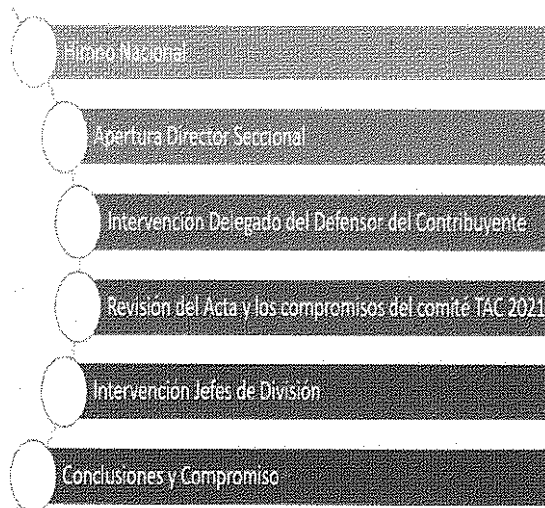 Himno Nacional
Apertura Director Seccional
Intervención Delegado del Defensor del Contribuyente
Revisión del Acta y los compromisos del comité TAC 2021
Intervención Jefes de División
Conclusiones y Compromiso